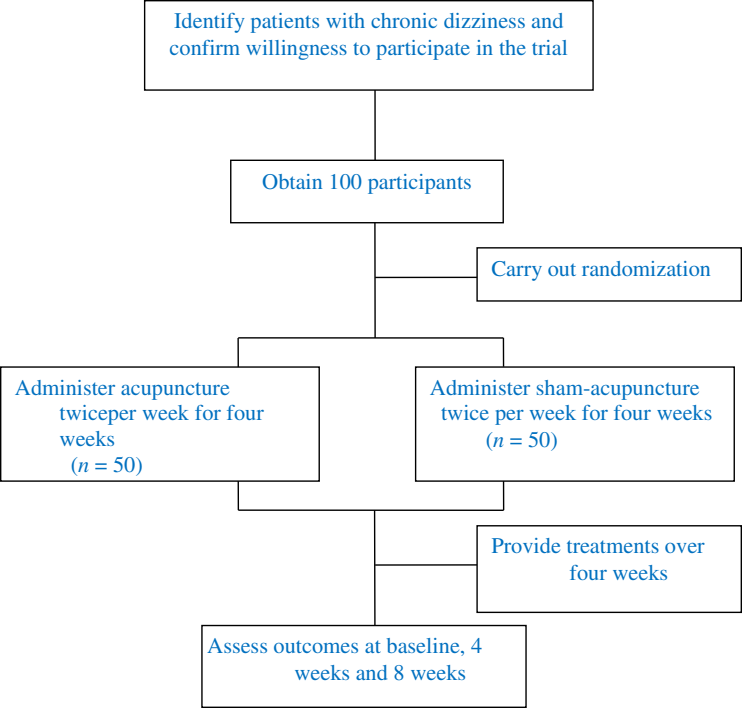 Identify patients with chronic dizziness and
confirm willingness to participate in the trial
Obtain 100 participants
Carry out randomization
Administer acupuncture
twiceper week for four
weeks
(n = 50)
Administer sham-acupuncture
twice per week for four weeks
(n = 50)
Provide treatments over
four weeks
Assess outcomes at baseline, 4
weeks and 8 weeks